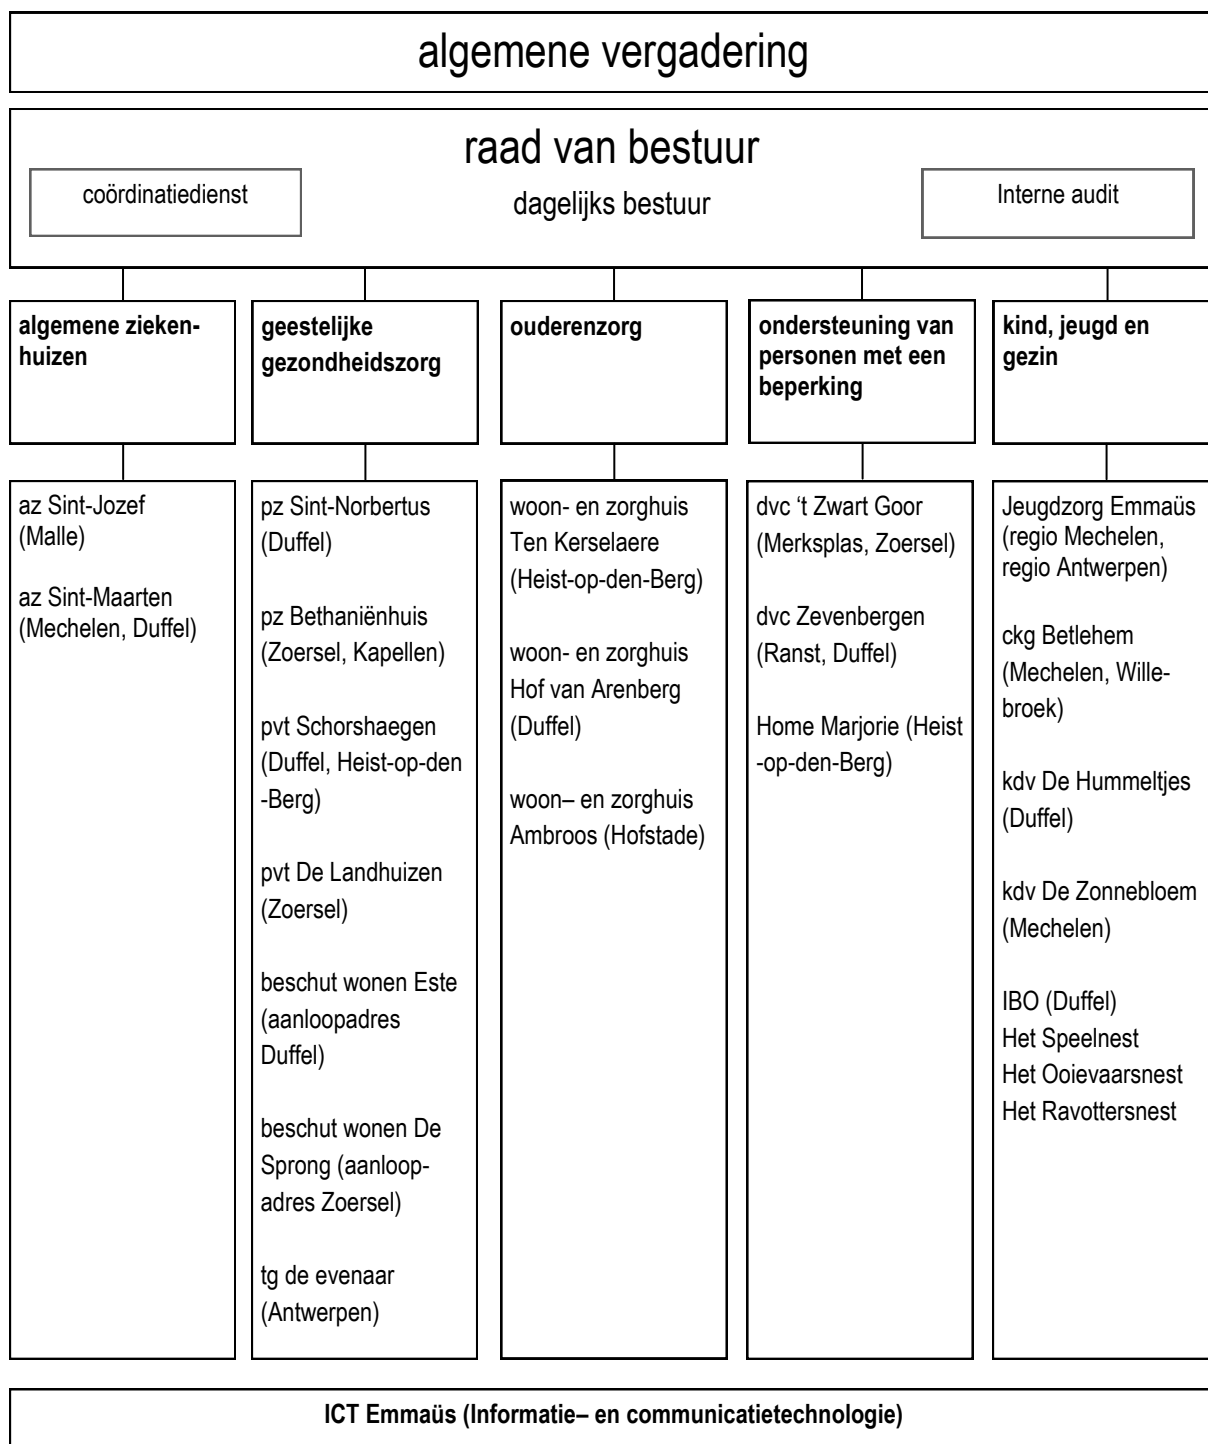 algemene vergadering
raad van bestuur
coördinatiedienst
dagelijks bestuur
Interne audit
algemene zieken-
huizen
geestelijke
gezondheidszorg
ouderenzorg
ondersteuning van
personen met een
beperking
kind, jeugd en
gezin
az Sint-Jozef
(Malle)
az Sint-Maarten
(Mechelen, Duffel)
pz Sint-Norbertus
(Duffel)
pz Bethaniënhuis
(Zoersel, Kapellen)
pvt Schorshaegen
(Duffel, Heist-op-den
-Berg)
pvt De Landhuizen
(Zoersel)
beschut wonen Este
(aanloopadres
Duffel)
beschut wonen De
Sprong (aanloop-
adres Zoersel)
tg de evenaar
(Antwerpen)
woon- en zorghuis
Ten Kerselaere
(Heist-op-den-Berg)
woon- en zorghuis
Hof van Arenberg
(Duffel)
woon– en zorghuis
Ambroos (Hofstade)
dvc ‘t Zwart Goor
(Merksplas, Zoersel)
dvc Zevenbergen
(Ranst, Duffel)
Home Marjorie (Heist
-op-den-Berg)
Jeugdzorg Emmaüs
(regio Mechelen,
regio Antwerpen)
ckg Betlehem
(Mechelen, Wille-
broek)
kdv De Hummeltjes
(Duffel)
kdv De Zonnebloem
(Mechelen)
IBO (Duffel)
Het Speelnest
Het Ooievaarsnest
Het Ravottersnest
ICT Emmaüs (Informatie– en communicatietechnologie)